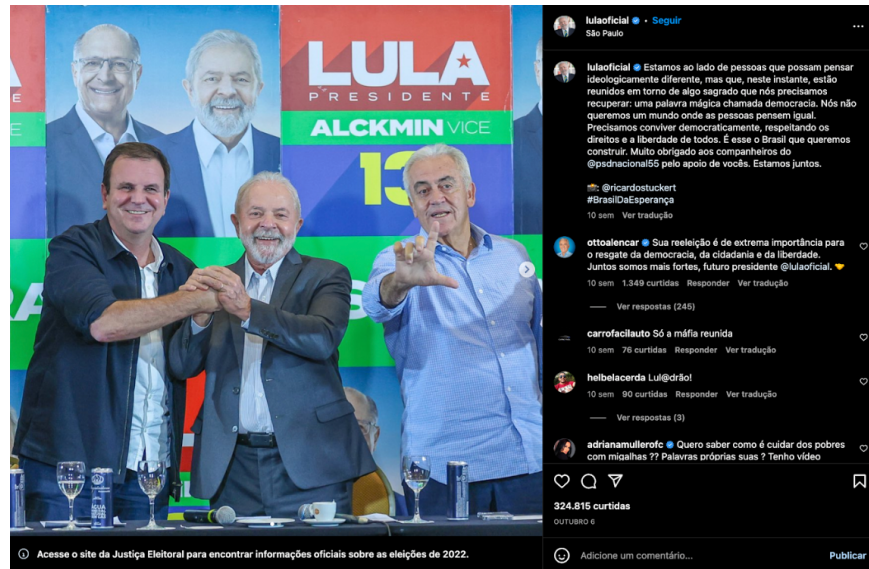 LULA
PRESIDENTE
ALCKMIN VICE
13
E
E
Acesse o site da Justiça Eleitoral para encontrar informações oficiais sobre as eleições de 2022.
lulaoficial • Seguir
São Paulo
lulaoficial Estamos ao lado de pessoas que possam pensar
ideologicamente diferente, mas que, neste instante, estão
reunidos em torno de algo sagrado que nós precisamos
recuperar: uma palavra mágica chamada democracia. Nós não
queremos um mundo onde as pessoas pensem igual.
Precisamos conviver democraticamente, respeitando os
direitos e a liberdade de todos. É esse o Brasil que queremos
construir. Muito obrigado aos companheiros do
@psdnacional55 pelo apoio de vocês. Estamos juntos.
📸: @ricardostuckert
#BrasilDaEsperança
10 sem Ver tradução
ottoalencar Sua reeleição é de extrema importância para
o resgate da democracia, da cidadania e da liberdade.
Juntos somos mais fortes, futuro presidente @lulaoficial. 🤝
10 sem 1.349 curtidas Responder Ver tradução
Ver respostas (245)
carrofacilauto Só a máfia reunida
10 sem 76 curtidas Responder Ver tradução
helbelacerda Lul@drão!
10 sem 90 curtidas Responder Ver tradução
Ver respostas (3)
adrianamullerofc Quero saber como é cuidar dos pobres
com migalhas ?? Palavras próprias suas ? Tenho vídeo
324.815 curtidas
OUTUBRO 6
Adicione um comentário...
Publicar